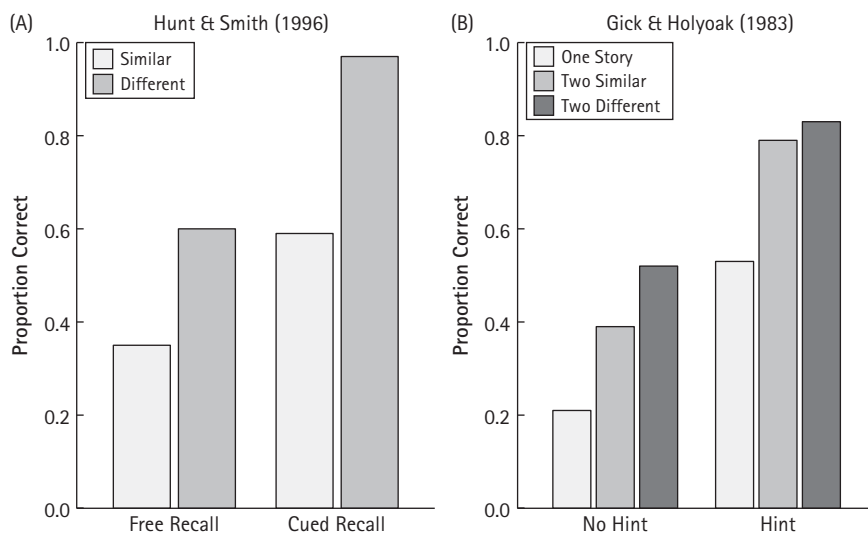 (A) Hunt & Smith (1996)
1.0
Similar
Different
0.8
0.6
0.4
0.2
0.0
Proportion Correct
Free Recall Cued Recall
(B) Gick & Holyoak (1983)
1.0
One Story
Two Similar
Two Different
0.8
0.6
0.4
0.2
0.0
Proportion Correct
No Hint Hint